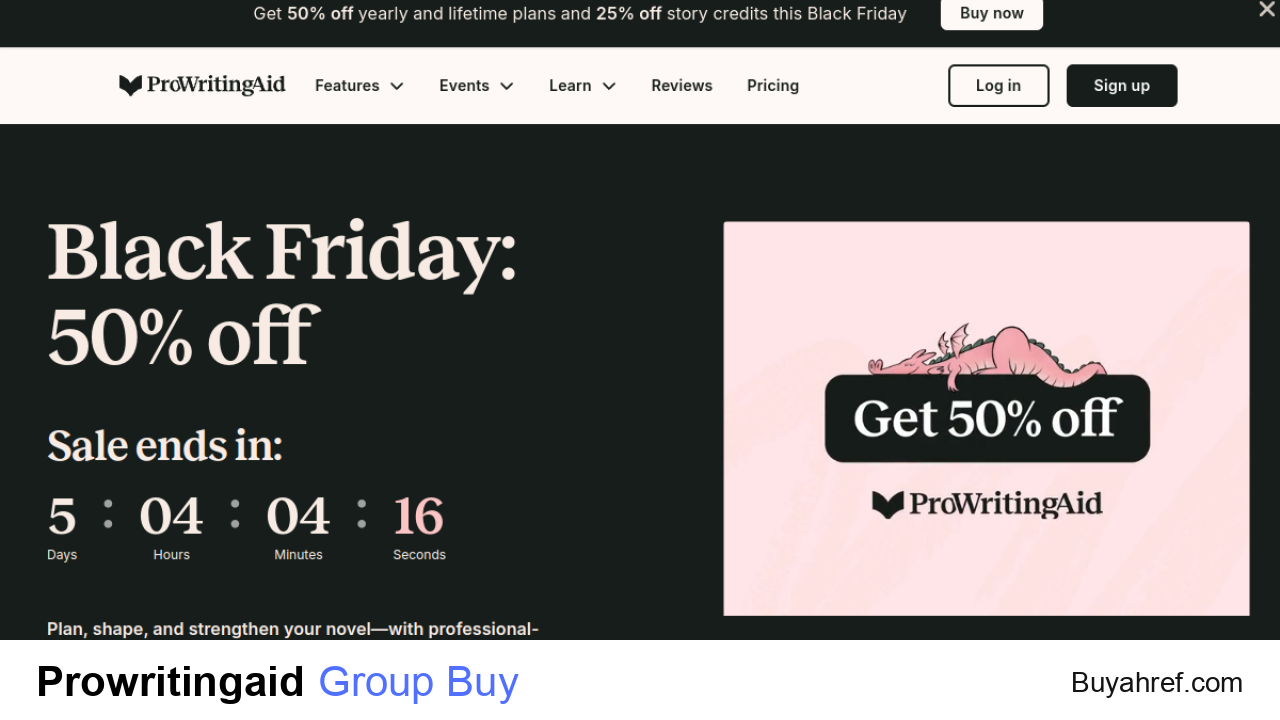 Get 50% off yearly and lifetime plans and 25% off story credits this Black Friday
Buy now
ProWritingAid
Features
Events
Learn
Reviews
Pricing
Log in
Sign up
Black Friday:
50% off
Sale ends in:
5 : 04 : 04 : 16
Days Hours Minutes Seconds
Plan, shape, and strengthen your novel—with professional-
Get 50% off
ProWritingAid
Prowritingaid Group Buy
Buyahref.com